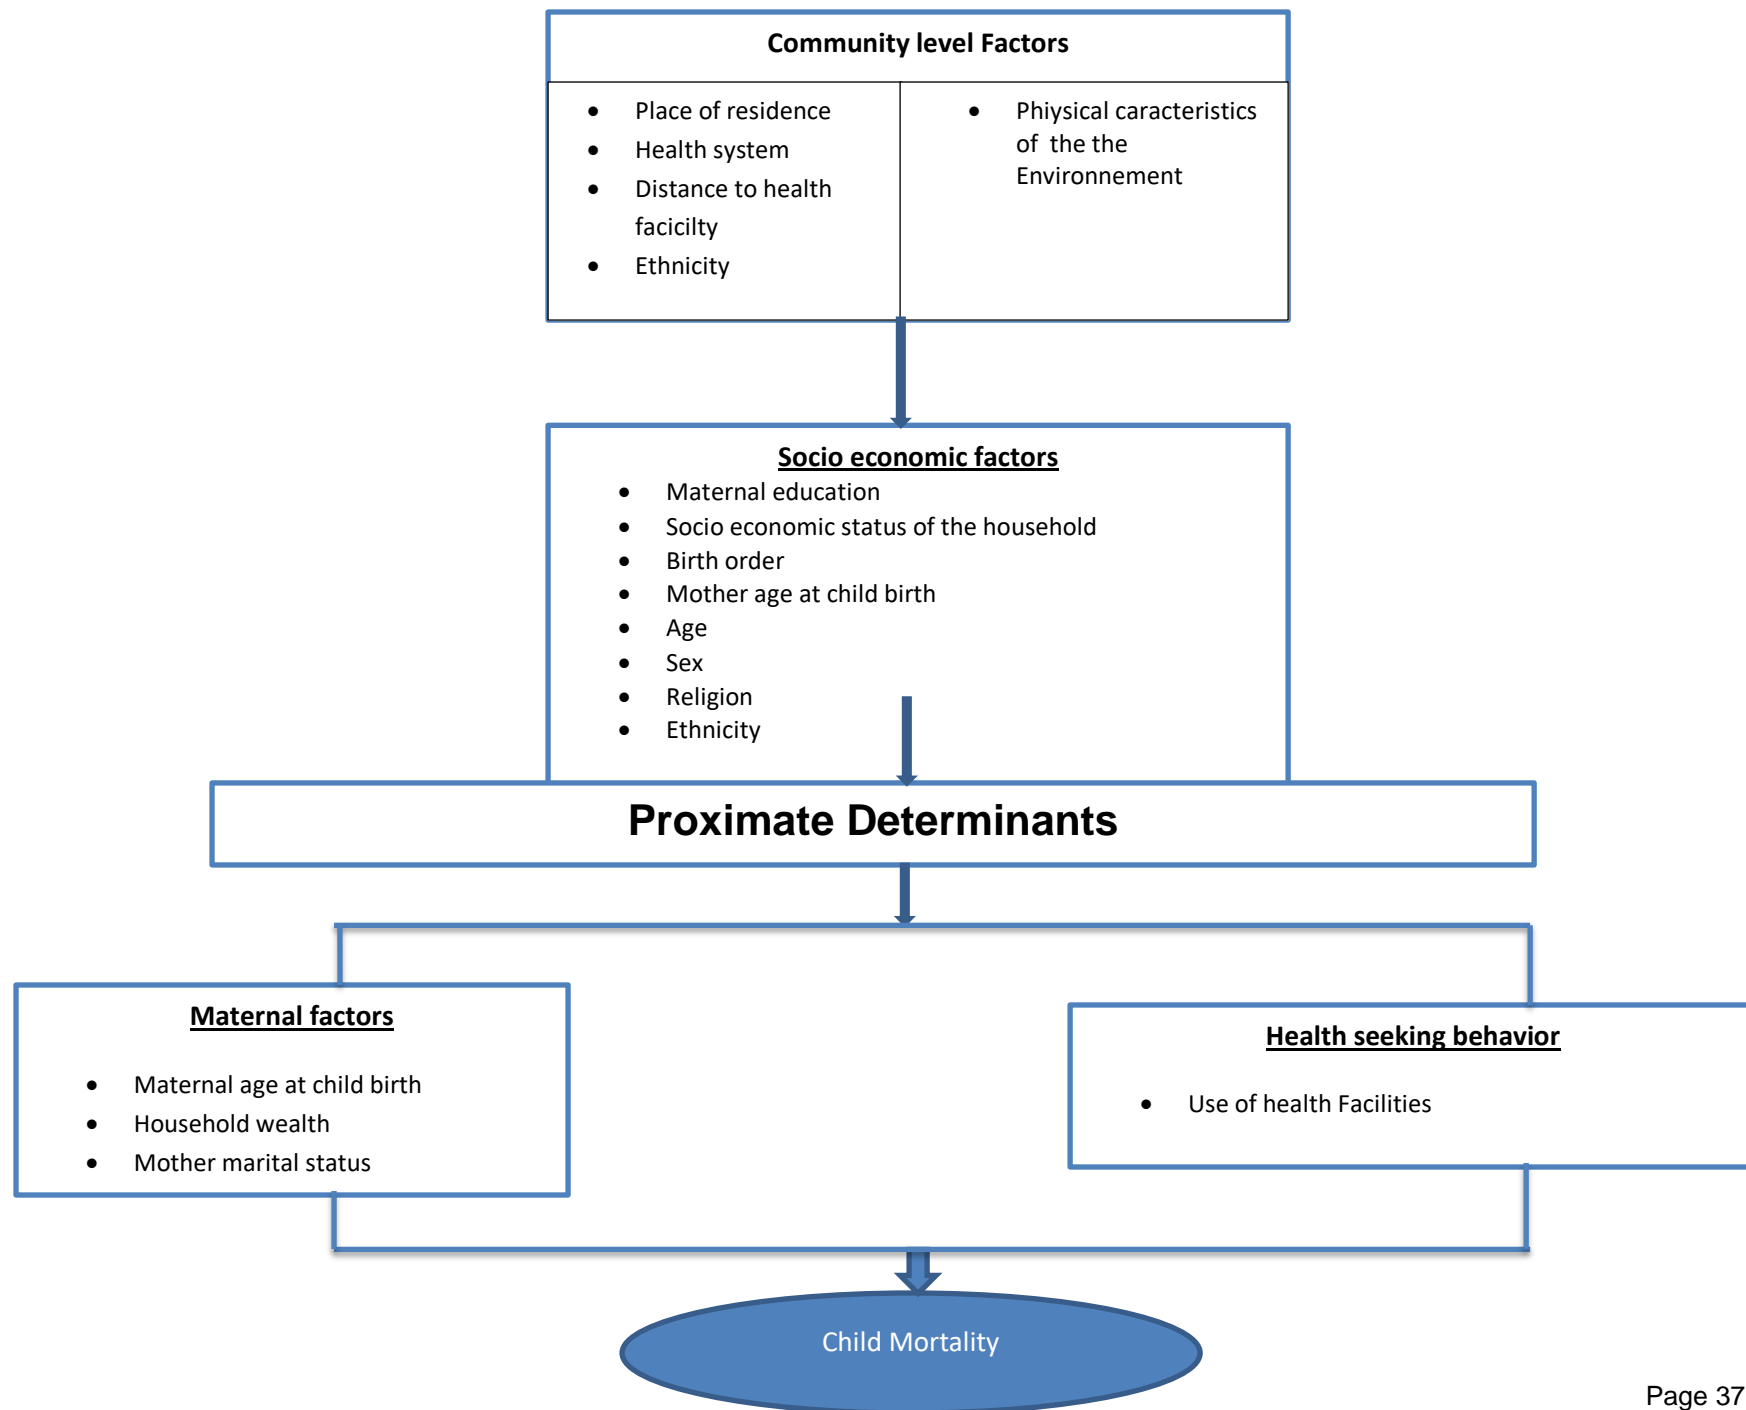 Community level Factors
• Place of residence
• Health system
• Distance to health
facicilty
• Ethnicity
• Phiysical caracteristics
of the the
Environnement
Socio economic factors
• Maternal education
• Socio economic status of the household
• Birth order
• Mother age at child birth
• Age
• Sex
• Religion
• Ethnicity
Proximate Determinants
Maternal factors
• Maternal age at child birth
• Household wealth
• Mother marital status
Health seeking behavior
• Use of health Facilities
Child Mortality
Page 37